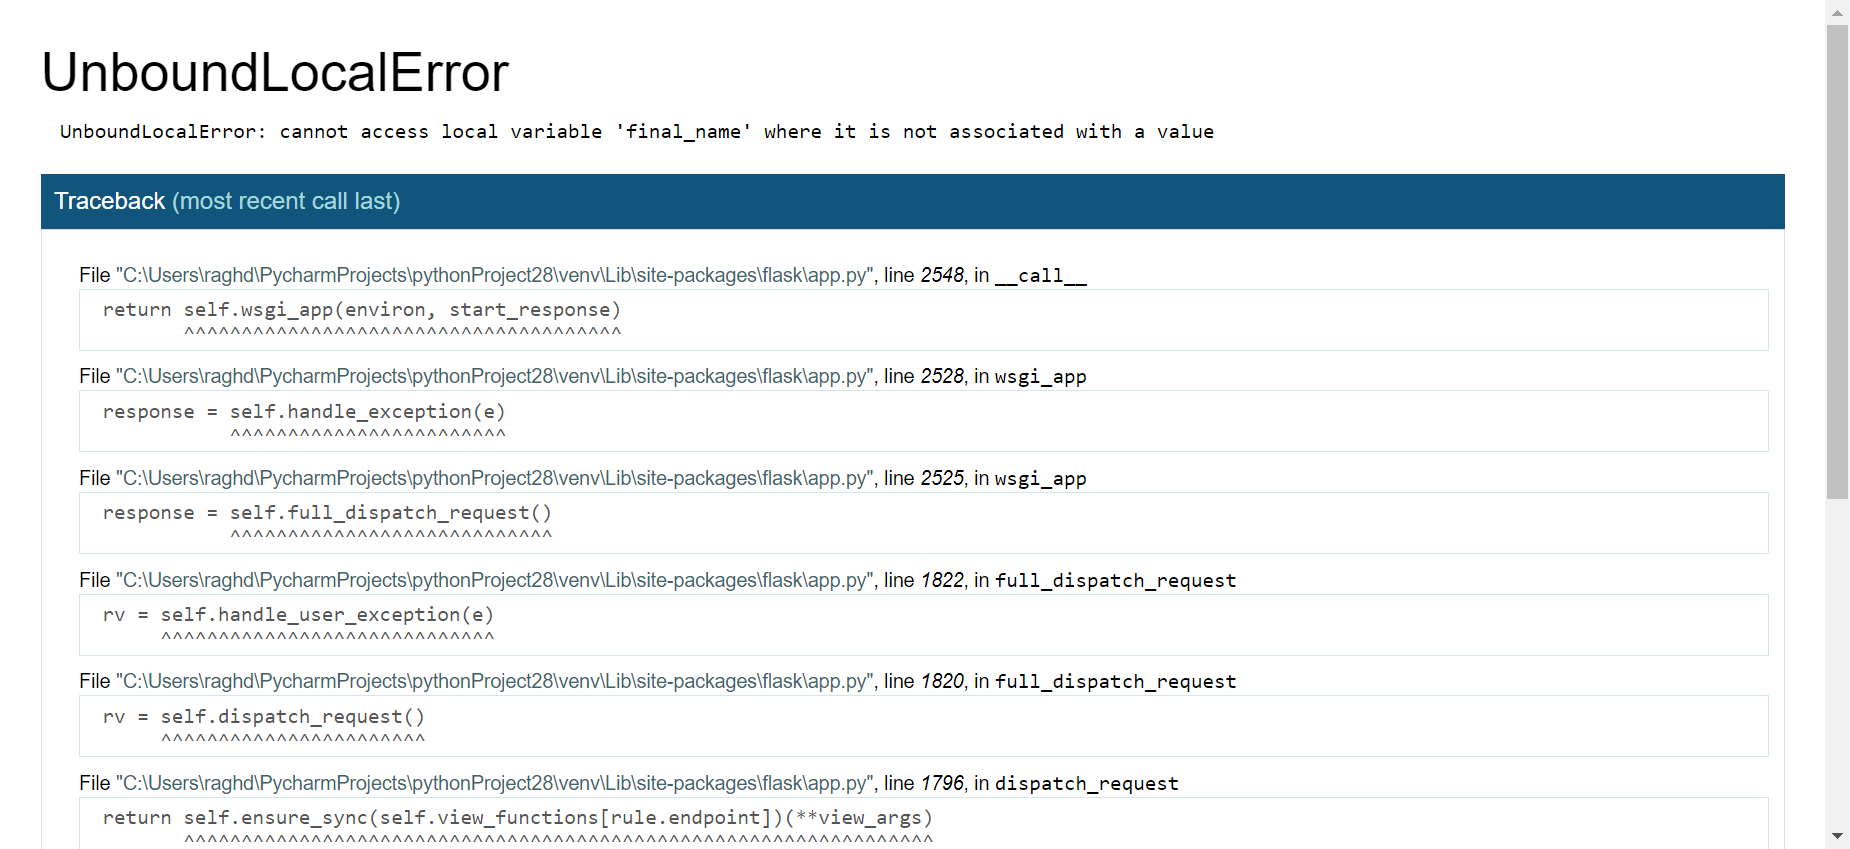 UnboundLocalError
UnboundLocalError: cannot access local variable 'final_name' where it is not associated with a value
Traceback (most recent call last)
File "C:\Users\raghd\PycharmProjects\pythonProject28\venv\Lib\site-packages\flask\app.py", line 2548, in __call__
return self.wsgi_app(environ, start_response)
^^^^^^^^^^^^^^^^^^^^^^^^^^^^^^^^^^^^^^
File "C:\Users\raghd\PycharmProjects\pythonProject28\venv\Lib\site-packages\flask\app.py", line 2528, in wsgi_app
response = self.handle_exception(e)
^^^^^^^^^^^^^^^^^^^^^^^^
File "C:\Users\raghd\PycharmProjects\pythonProject28\venv\Lib\site-packages\flask\app.py", line 2525, in wsgi_app
response = self.full_dispatch_request()
^^^^^^^^^^^^^^^^^^^^^^^^^^^^
File "C:\Users\raghd\PycharmProjects\pythonProject28\venv\Lib\site-packages\flask\app.py", line 1822, in full_dispatch_request
rv = self.handle_user_exception(e)
^^^^^^^^^^^^^^^^^^^^^^^^^^^^^
File "C:\Users\raghd\PycharmProjects\pythonProject28\venv\Lib\site-packages\flask\app.py", line 1820, in full_dispatch_request
rv = self.dispatch_request()
^^^^^^^^^^^^^^^^^^^^^^^
File "C:\Users\raghd\PycharmProjects\pythonProject28\venv\Lib\site-packages\flask\app.py", line 1796, in dispatch_request
return self.ensure_sync(self.view_functions[rule.endpoint])(**view_args)
^^^^^^^^^^^^^^^^^^^^^^^^^^^^^^^^^^^^^^^^^^^^^^^^^^^^^^^^^^^^^^^^^